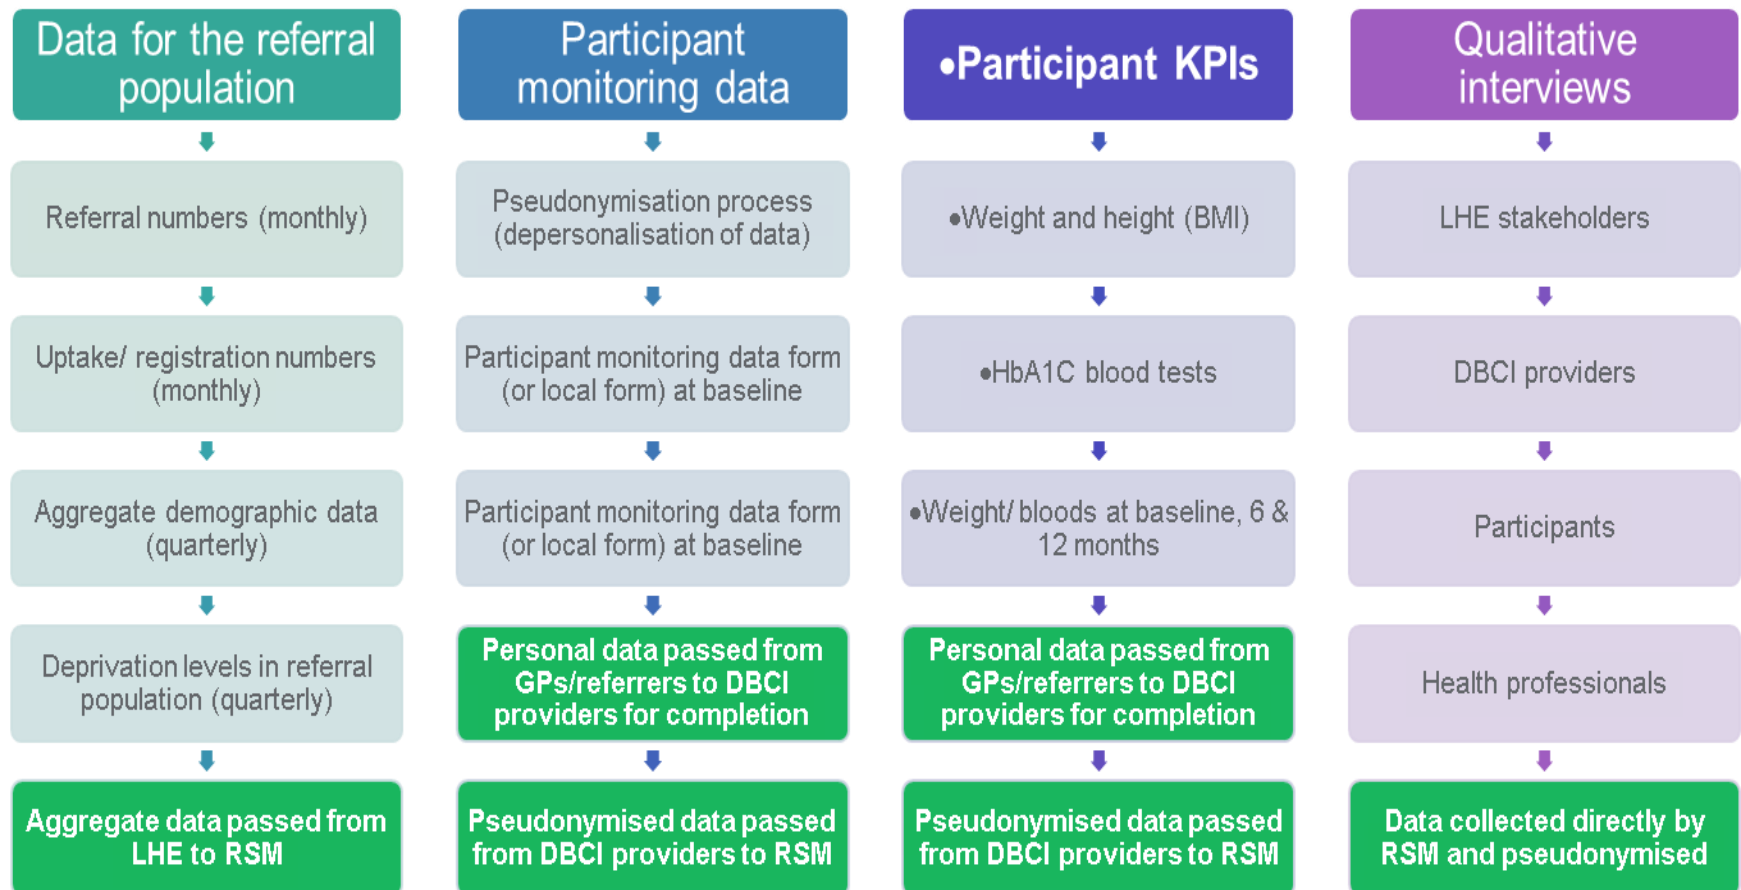 Data for the referral
population
Referral numbers (monthly)
Uptake/ registration numbers
(monthly)
Aggregate demographic data
(quarterly)
Deprivation levels in referral
population (quarterly)
Aggregate data passed from
LHE to RSM
Participant
monitoring data
Pseudonymisation process
(depersonalisation of data)
Participant monitoring data form
(or local form) at baseline
Participant monitoring data form
(or local form) at baseline
Personal data passed from
GPs/referrers to DBCI
providers for completion
Pseudonymised data passed
from DBCI providers to RSM
•Participant KPIs
•Weight and height (BMI)
•HbA1C blood tests
•Weight/ bloods at baseline, 6 &
12 months
Personal data passed from
GPs/referrers to DBCI
providers for completion
Pseudonymised data passed
from DBCI providers to RSM
Qualitative
interviews
LHE stakeholders
DBCI providers
Participants
Health professionals
Data collected directly by
RSM and pseudonymised